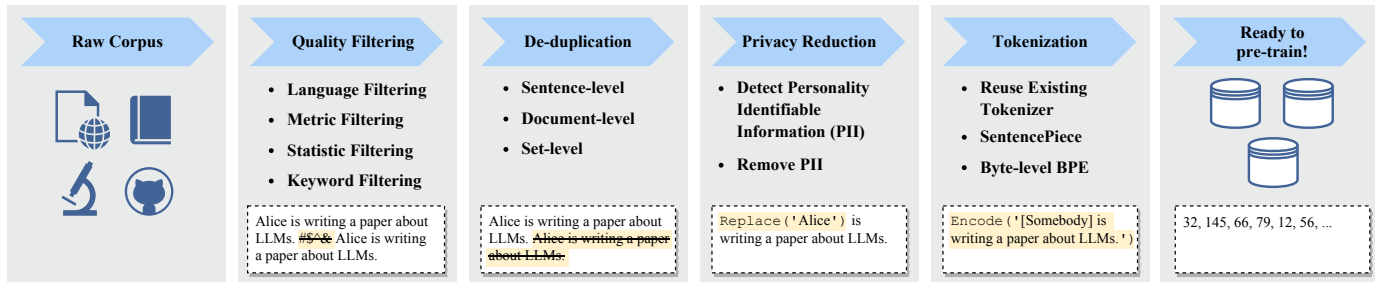 Raw Corpus
Quality Filtering
• Language Filtering
• Metric Filtering
• Statistic Filtering
• Keyword Filtering
Alice is writing a paper about
LLMs. #$^& Alice is writing
a paper about LLMs.
De-duplication
• Sentence-level
• Document-level
• Set-level
Alice is writing a paper about
LLMs. Alice is writing a paper
about LLMs.
Privacy Reduction
• Detect Personality
Identifiable
Information (PII)
• Remove PII
Replace('Alice') is
writing a paper about LLMs.
Tokenization
• Reuse Existing
Tokenizer
• SentencePiece
• Byte-level BPE
Encode('[Somebody] is
writing a paper about LLMs.')
Ready to
pre-train!
32, 145, 66, 79, 12, 56, ...